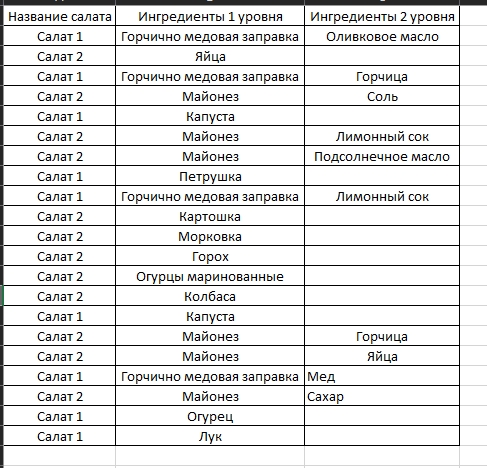 Название салата Ингредиенты 1 уровня Ингредиенты 2 уровня
Салат 1 Горчично медовая заправка Оливковое масло
Салат 2 Яйца
Салат 1 Горчично медовая заправка Горчица
Салат 2 Майонез Соль
Салат 1 Капуста
Салат 2 Майонез Лимонный сок
Салат 2 Майонез Подсолнечное масло
Салат 1 Петрушка
Салат 1 Горчично медовая заправка Лимонный сок
Салат 2 Картошка
Салат 2 Морковка
Салат 2 Горох
Салат 2 Огурцы маринованные
Салат 2 Колбаса
Салат 1 Капуста
Салат 2 Майонез Горчица
Салат 2 Майонез Яйца
Салат 1 Горчично медовая заправка Мед
Салат 2 Майонез Сахар
Салат 1 Огурец
Салат 1 Лук